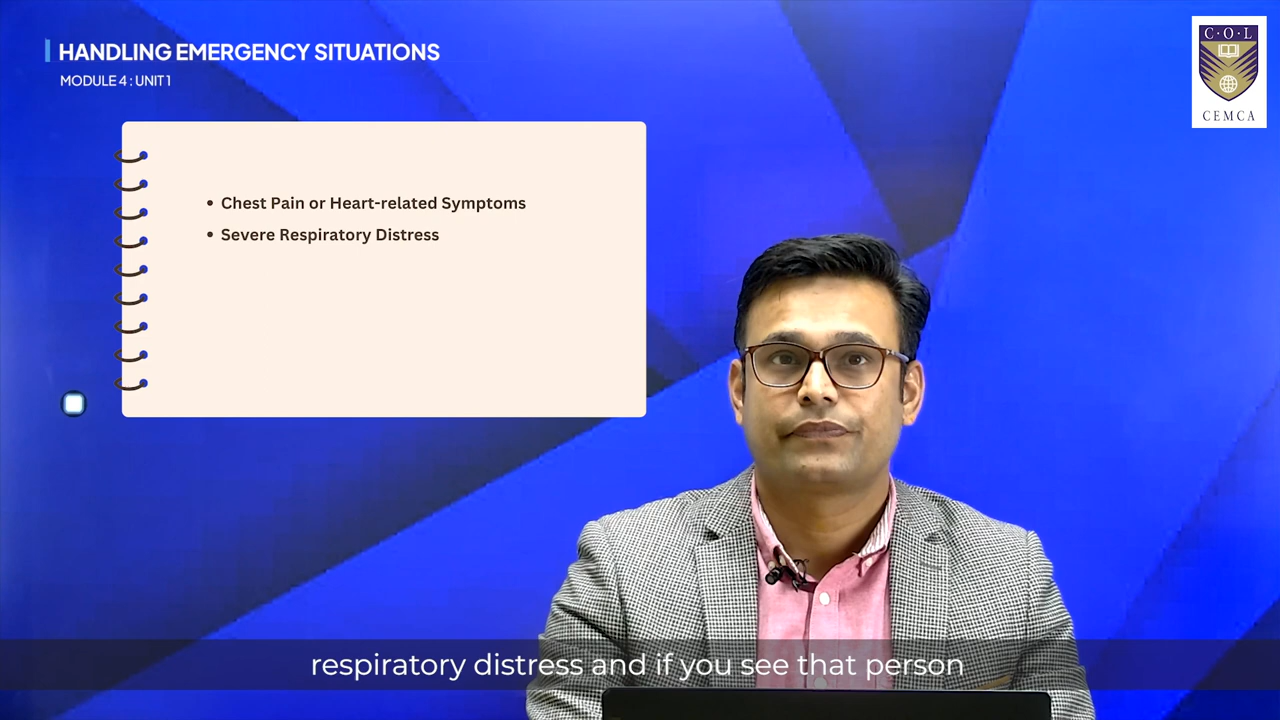 HANDLING EMERGENCY SITUATIONS
MODULE 4 : UNIT 1
C·O·L
CEMCA
• Chest Pain or Heart-related Symptoms
• Severe Respiratory Distress
respiratory distress and if you see that person